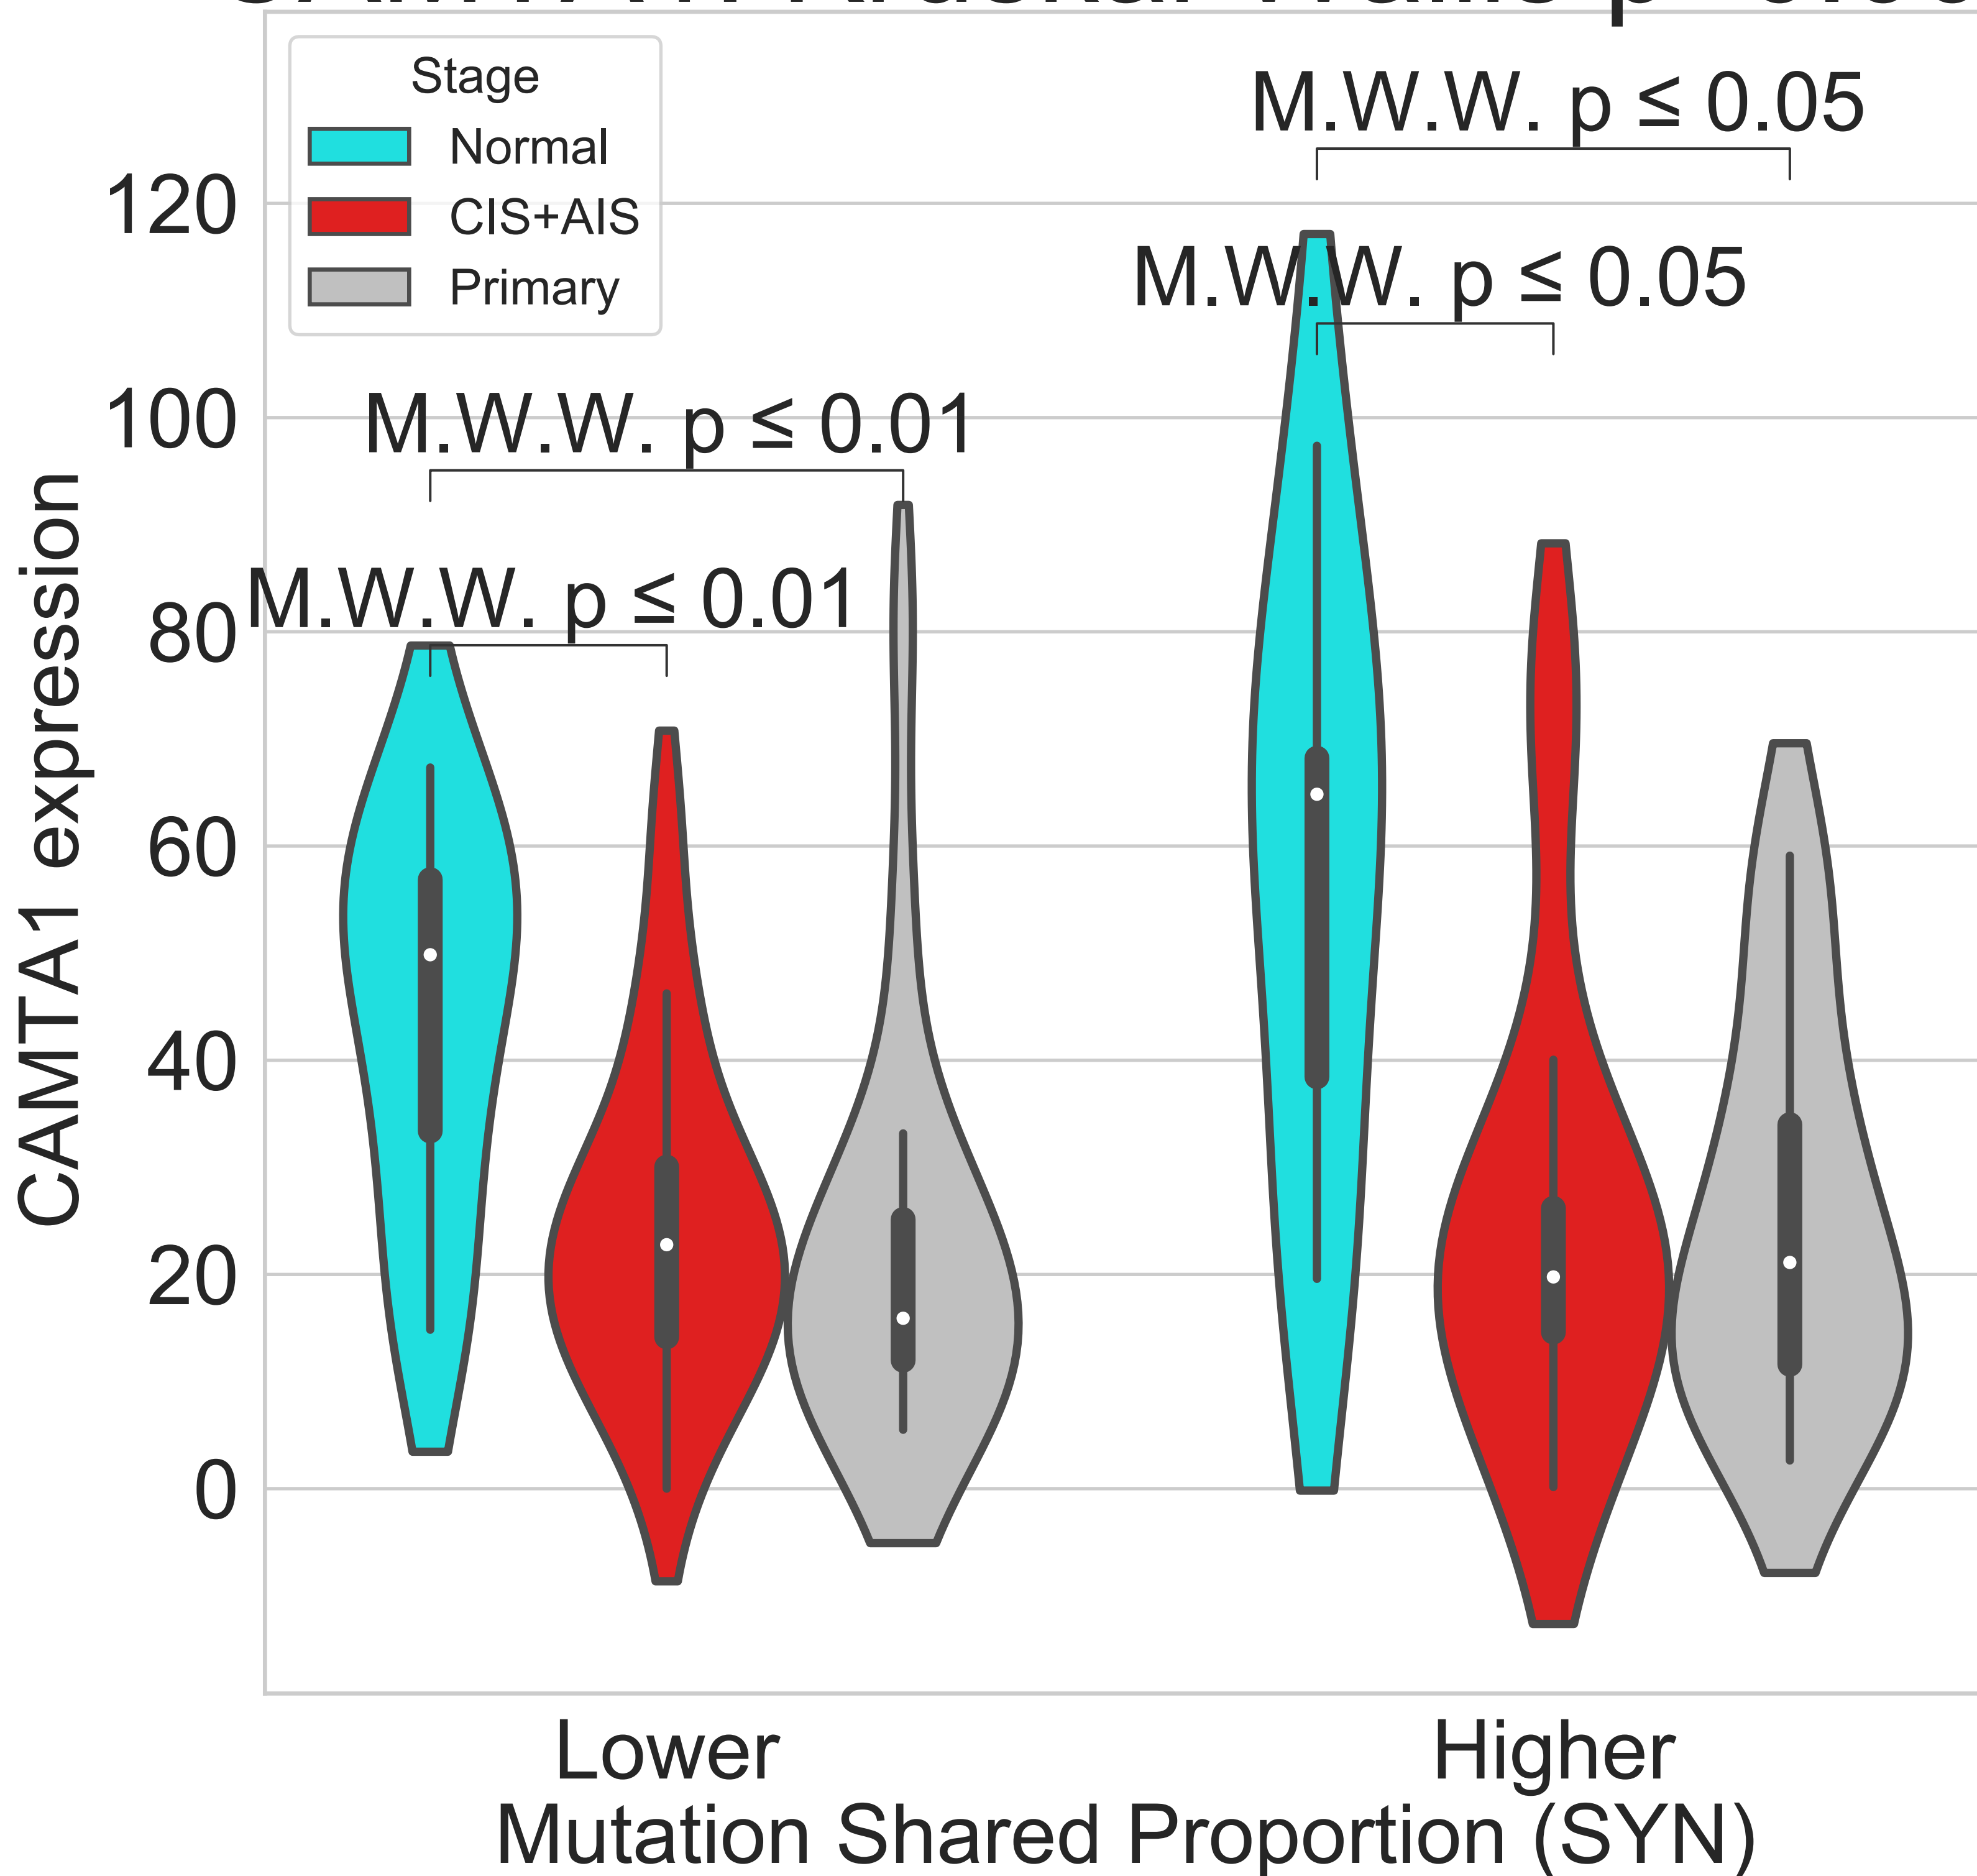 Stage
Normal
CIS+AIS
Primary
M.W.W. p ≤ 0.05
M.W.W. p ≤ 0.05
M.W.W. p ≤ 0.01
M.W.W. p ≤ 0.01
120
100
80
60
40
20
0
CAMTA1 expression
Lower
Higher
Mutation Shared Proportion (SYN)